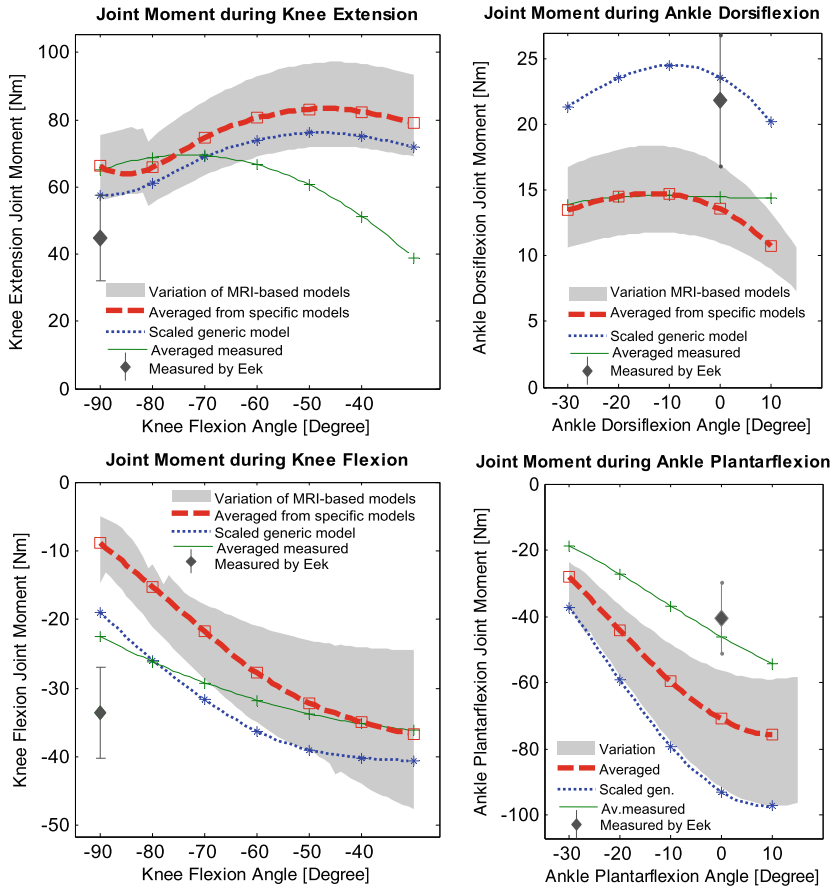 Joint Moment during Knee Extension
Knee Extension Joint Moment [Nm]
100
80
60
40
20
0
Variation of MRI-based models
Averaged from specific models
Scaled generic model
Averaged measured
Measured by Eek
-90 -80 -70 -60 -50 -40
Knee Flexion Angle [Degree]
Joint Moment during Ankle Dorsiflexion
Ankle Dorsiflexion Joint Moment [Nm]
25
20
15
10
5
0
Variation MRI-based models
Averaged from specific models
Scaled generic model
Averaged measured
Measured by Eek
-30 -20 -10 0 10
Ankle Dorsiflexion Angle [Degree]
Joint Moment during Knee Flexion
Knee Flexion Joint Moment [Nm]
0
-10
-20
-30
-40
-50
Variation of MRI-based models
Averaged from specific models
Scaled generic model
Averaged measured
Measured by Eek
-90 -80 -70 -60 -50 -40
Knee Flexion Angle [Degree]
Joint Moment during Ankle Plantarflexion
Ankle Plantarflexion Joint Moment [Nm]
0
-20
-40
-60
-80
-100
Variation
Averaged
Scaled gen.
Av.measured
Measured by Eek
-30 -20 -10 0 10
Ankle Plantarflexion Angle [Degree]